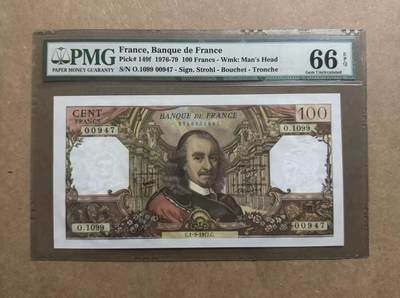 PMG
PAPER MONEY GUARANTY
France, Banque de France
Pick# 149f 1976-79 100 Francs - Wmk: Man's Head
S/N O.1099 00947 - Sign. Strohl - Bouchet - Tronche
66 EPQ
Gem Uncirculated
CENT
FRANCS
BANQUE DE FRANCE
100
00947
O.1099
O.1099
00947